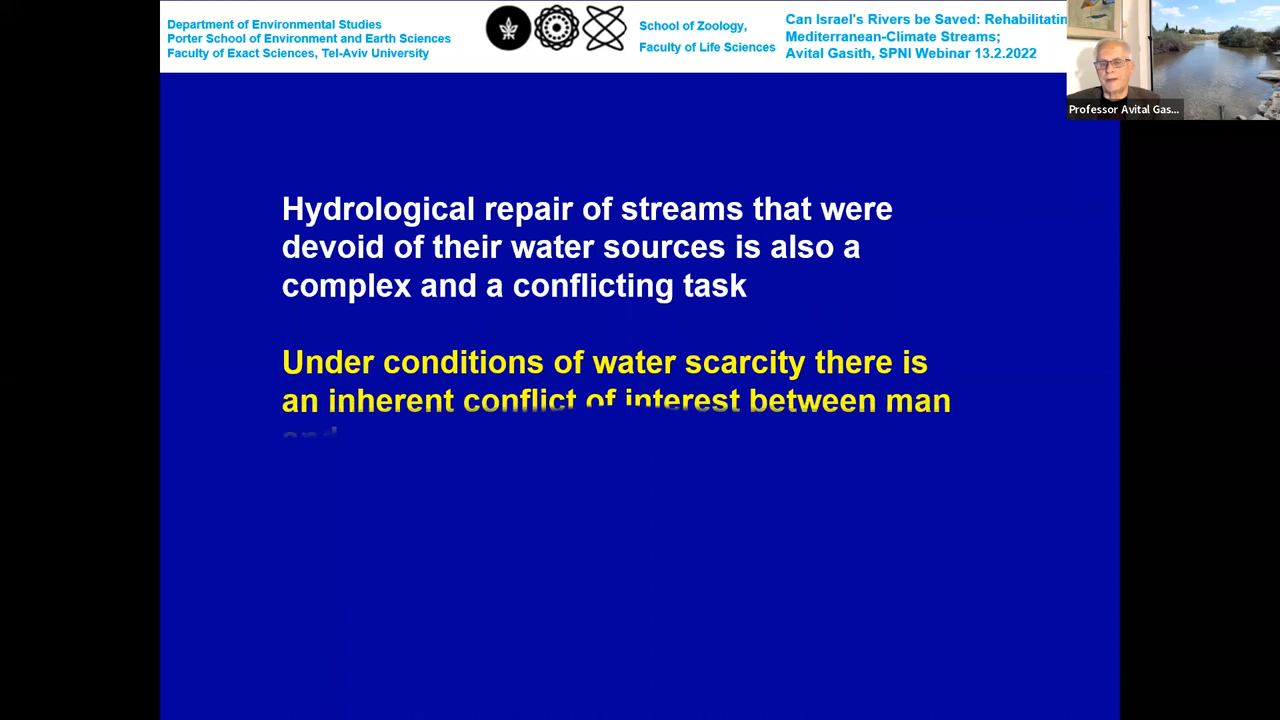 Department of Environmental Studies
Porter School of Environment and Earth Sciences
Faculty of Exact Sciences, Tel-Aviv University
School of Zoology,
Faculty of Life Sciences
Can Israel's Rivers be Saved: Rehabilitatin
Mediterranean-Climate Streams;
Avital Gasith, SPNI Webinar 13.2.2022
Professor Avital Gas...
Hydrological repair of streams that were
devoid of their water sources is also a
complex and a conflicting task
Under conditions of water scarcity there is
an inherent conflict of interest between man